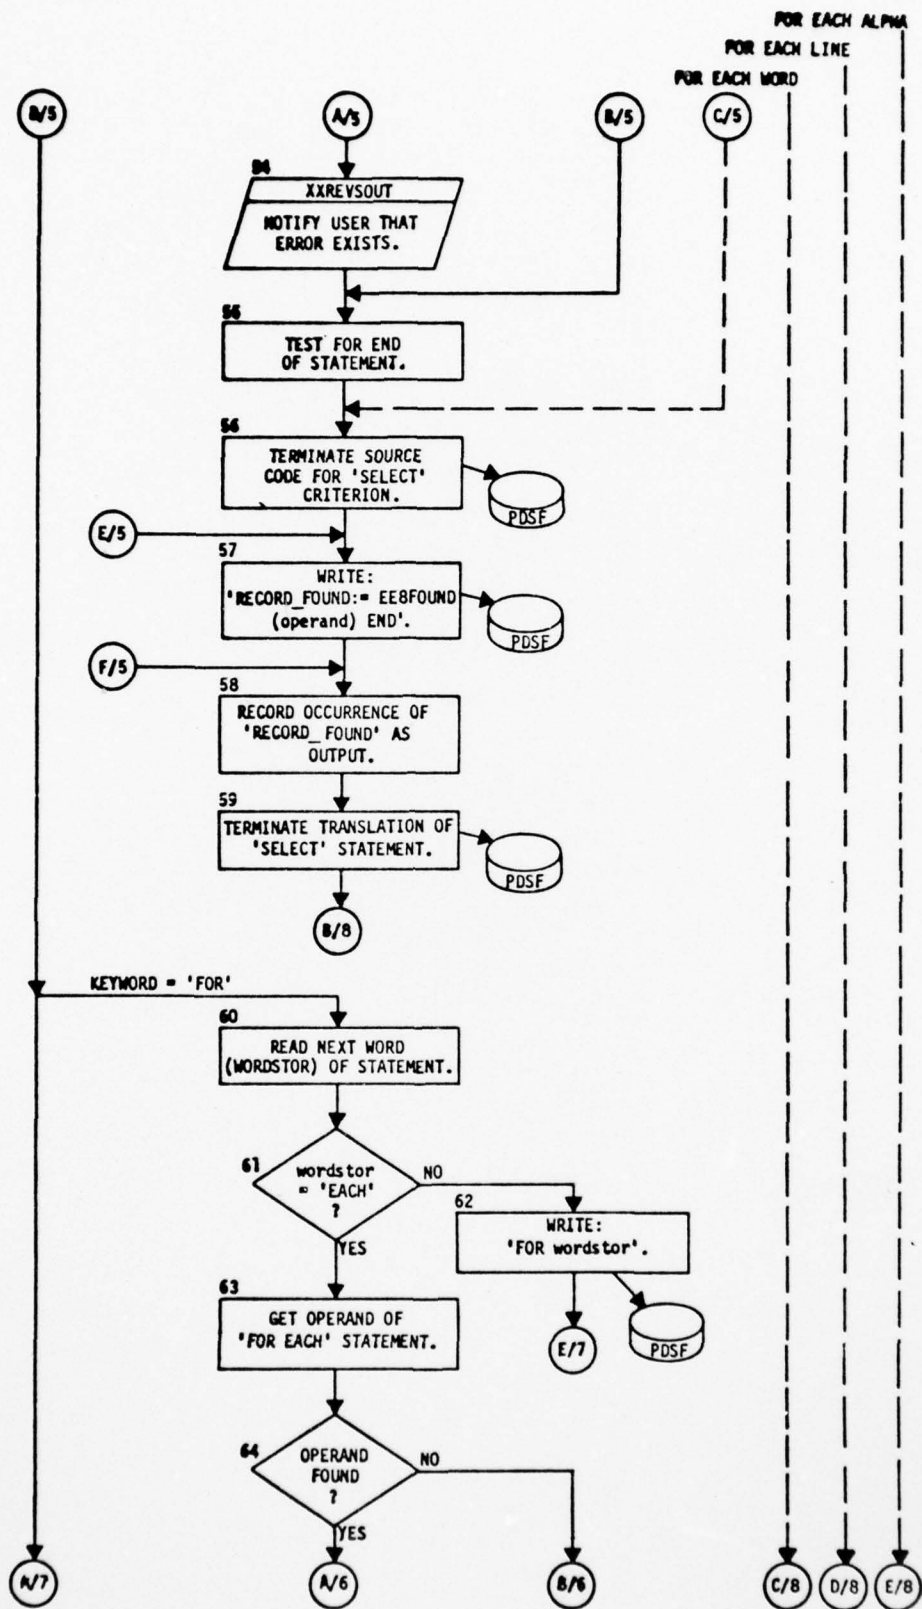 FOR EACH ALPHA
FOR EACH LINE
FOR EACH WORD
A/5
B/5
C/5
54
XXREVSOUT
NOTIFY USER THAT
ERROR EXISTS.
55
TEST FOR END
OF STATEMENT.
56
TERMINATE SOURCE
CODE FOR 'SELECT'
CRITERION.
PDSF
E/5
57
WRITE:
'RECORD_FOUND:= EE8FOUND
(operand) END'.
PDSF
F/5
58
RECORD OCCURRENCE OF
'RECORD_FOUND' AS
OUTPUT.
59
TERMINATE TRANSLATION OF
'SELECT' STATEMENT.
PDSF
B/8
KEYWORD = 'FOR'
60
READ NEXT WORD
(WORDSTOR) OF STATEMENT.
61
wordstor
= 'EACH'
?
NO
YES
62
WRITE:
'FOR wordstor'.
E/7
PDSF
63
GET OPERAND OF
'FOR EACH' STATEMENT.
64
OPERAND
FOUND
?
NO
YES
A/6
B/6
C/8
D/8
E/8